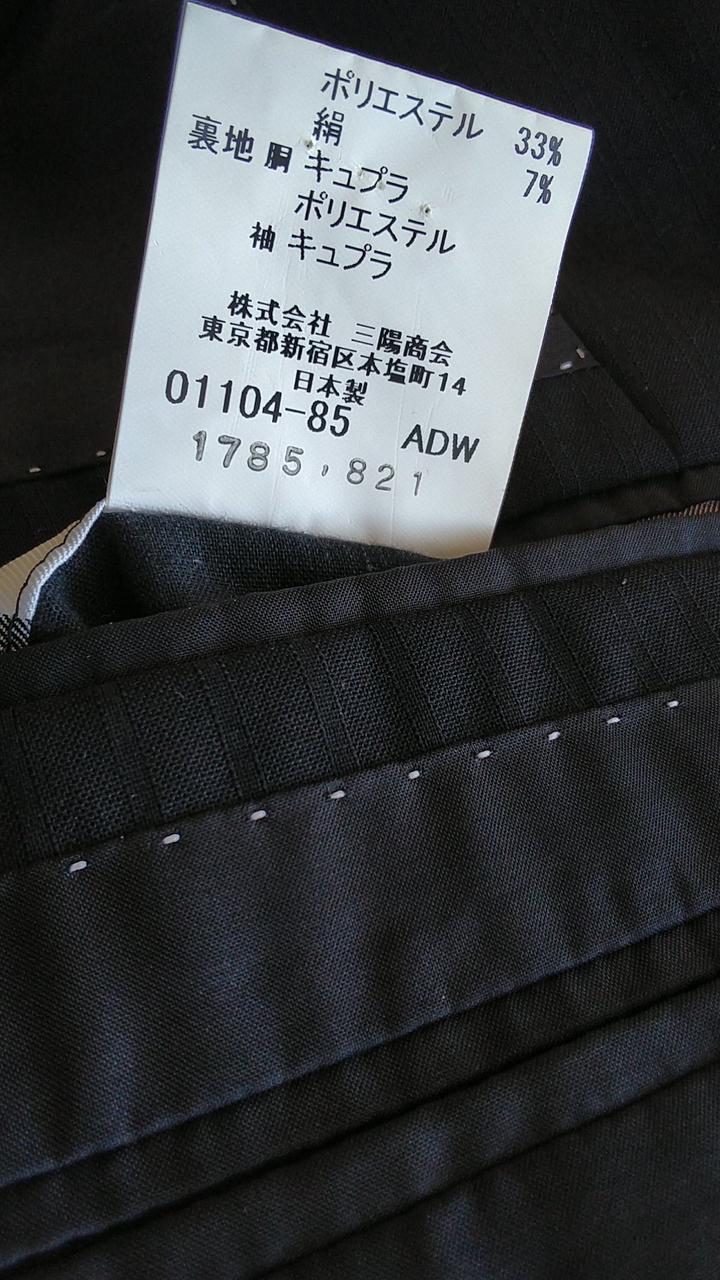 ポリエステル 33%
絹 7%
裏地 胴 キュプラ
ポリエステル
袖 キュプラ
株式会社 三陽商会
東京都新宿区本塩町14
日本製
01104-85 ADW
1785,821